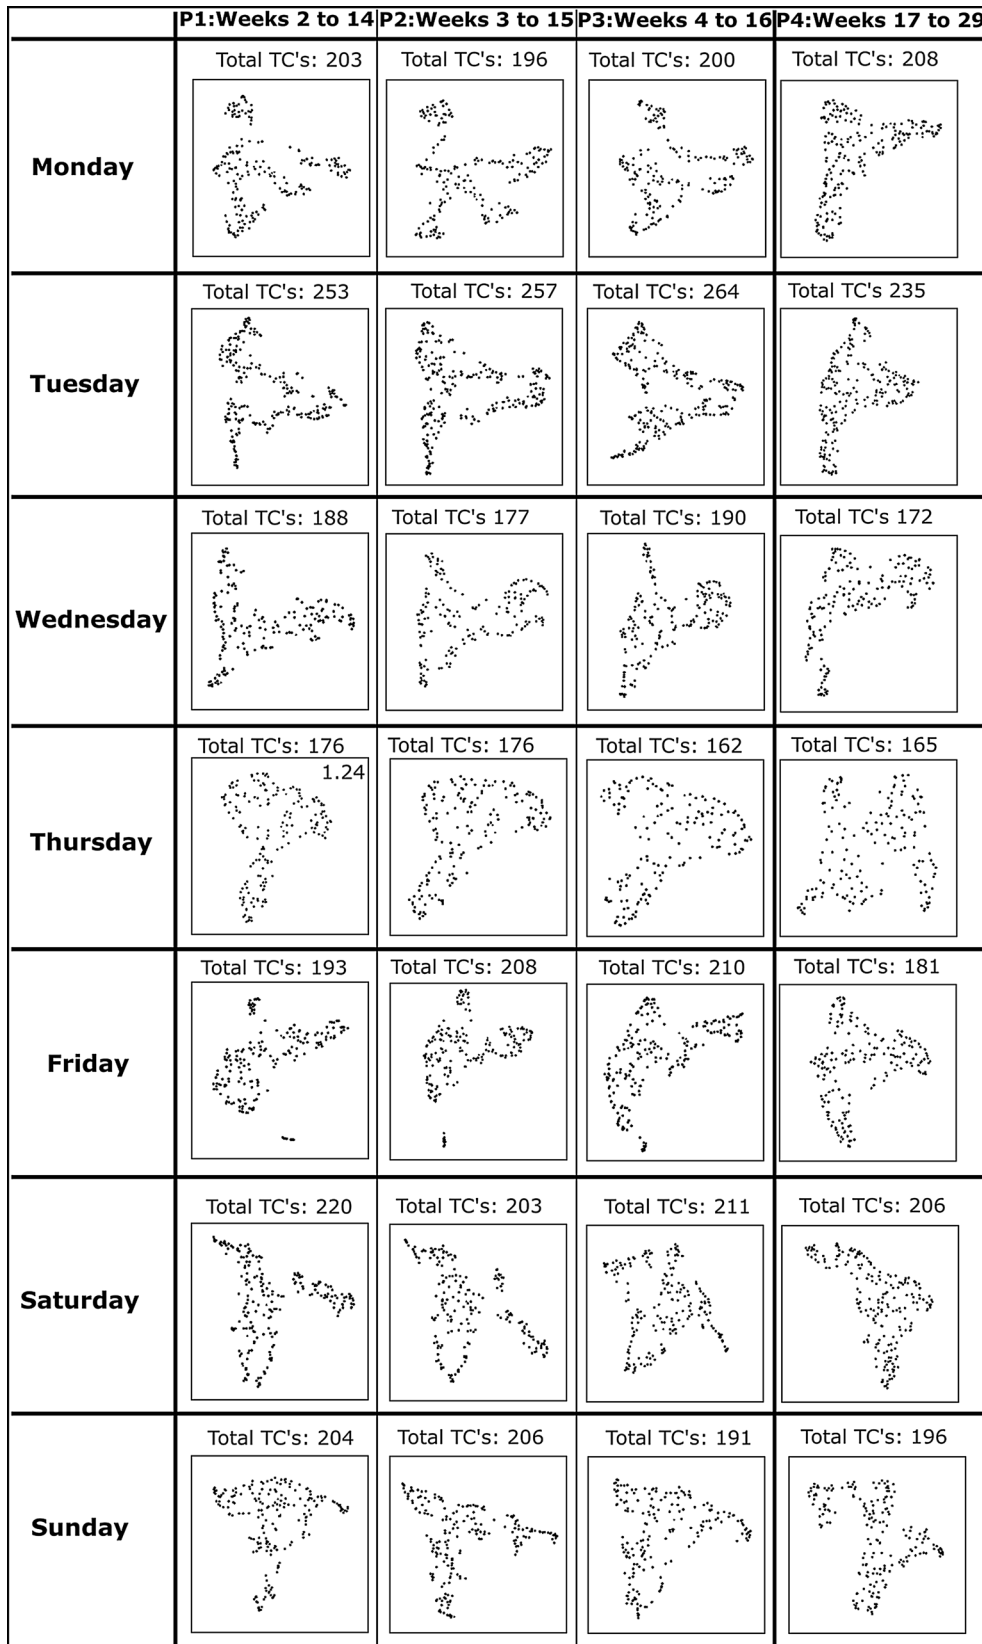 P1:Weeks 2 to 14 P2:Weeks 3 to 15 P3:Weeks 4 to 16 P4:Weeks 17 to 29
Total TC's: 203 Total TC's: 196 Total TC's: 200 Total TC's: 208
Monday
Total TC's: 253 Total TC's: 257 Total TC's: 264 Total TC's 235
Tuesday
Total TC's: 188 Total TC's 177 Total TC's: 190 Total TC's 172
Wednesday
Total TC's: 176 Total TC's: 176 Total TC's: 162 Total TC's: 165
1.24
Thursday
Total TC's: 193 Total TC's: 208 Total TC's: 210 Total TC's: 181
Friday
Total TC's: 220 Total TC's: 203 Total TC's: 211 Total TC's: 206
Saturday
Total TC's: 204 Total TC's: 206 Total TC's: 191 Total TC's: 196
Sunday